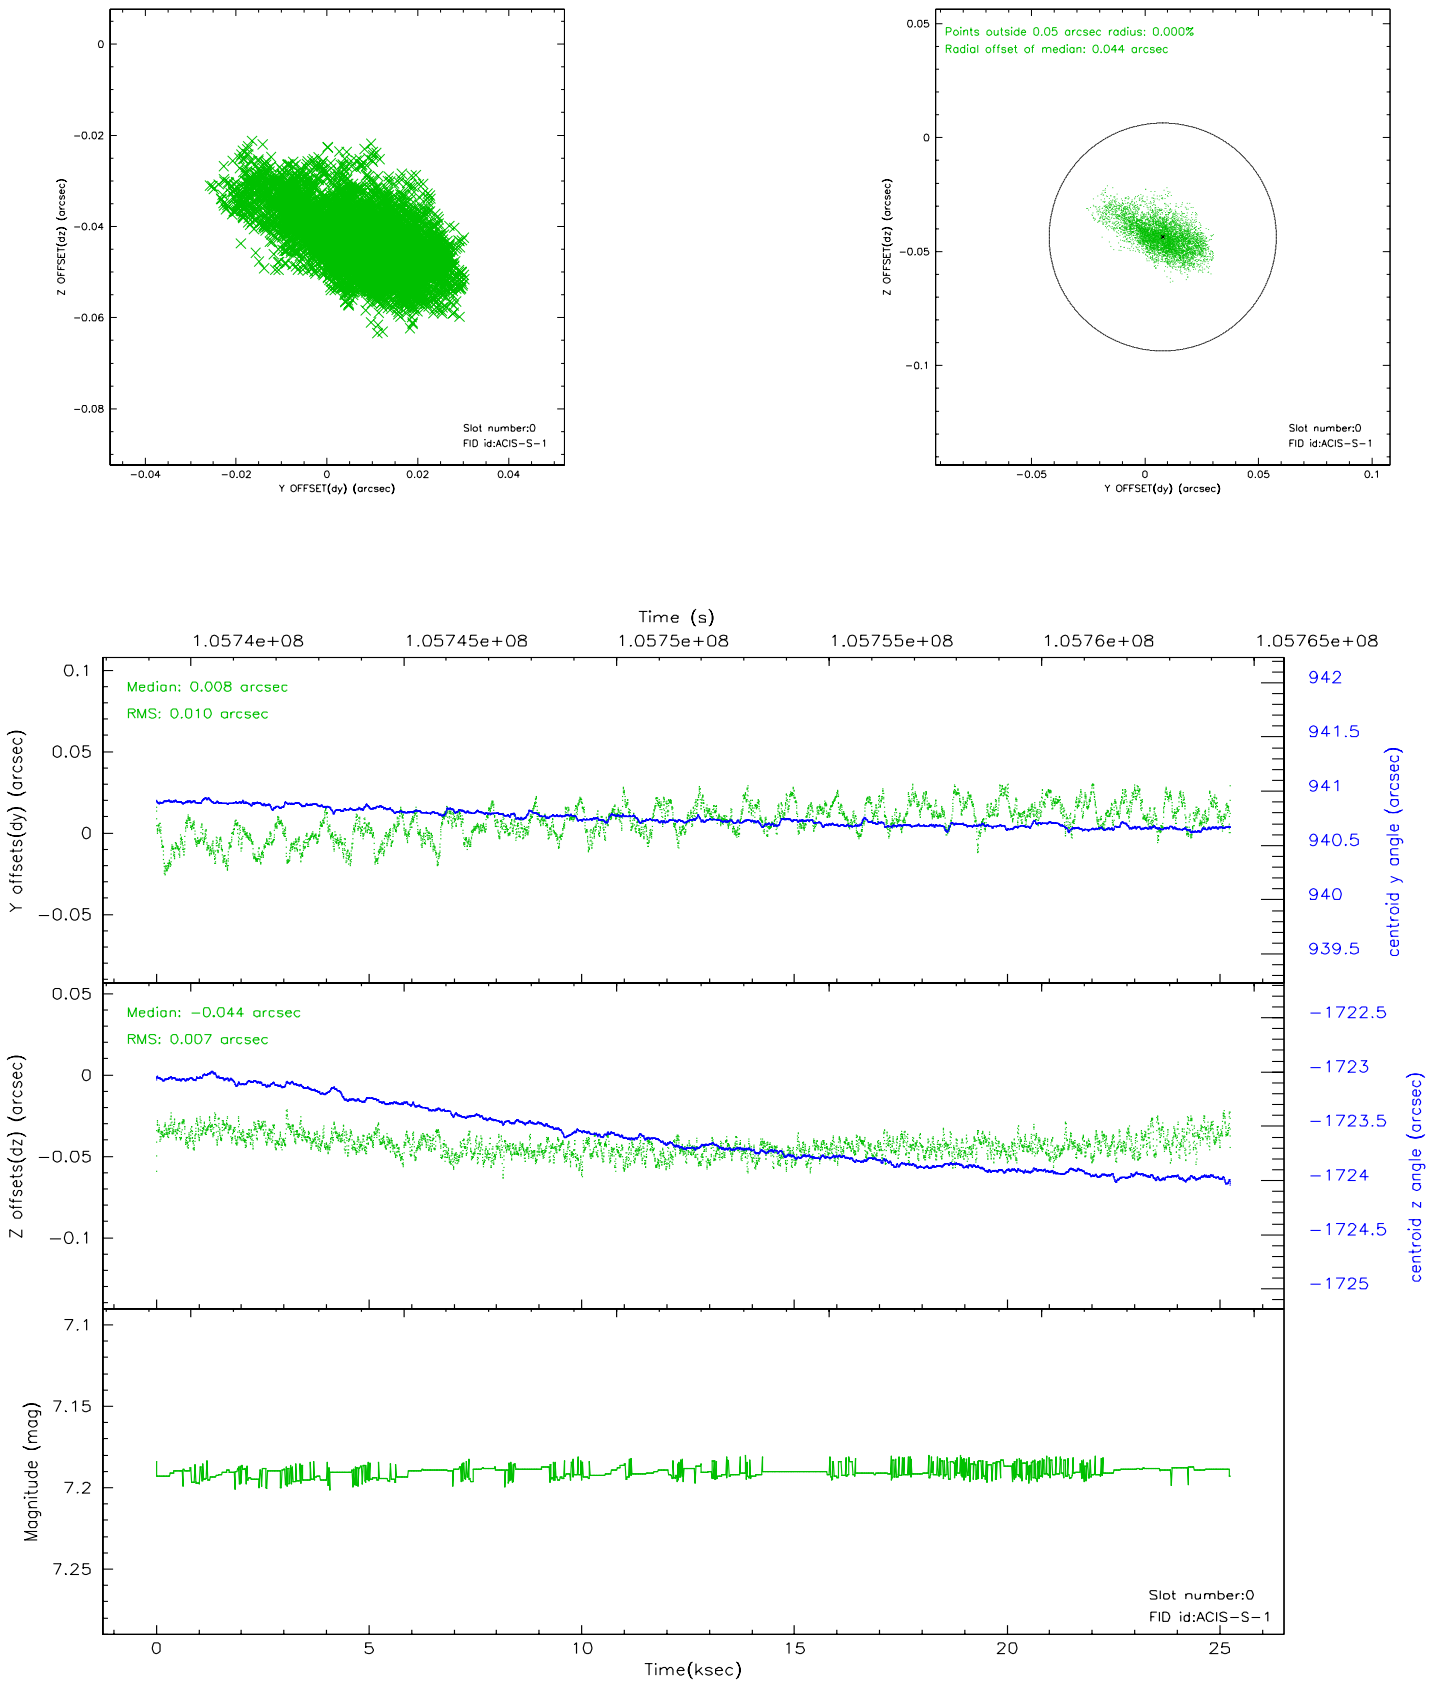 0
−0.02
−0.04
−0.06
−0.08
Z OFFSET(dz) (arcsec)
Slot number:0
FID id:ACIS−S−1
−0.04 −0.02 0 0.02 0.04
Y OFFSET(dy) (arcsec)
Points outside 0.05 arcsec radius: 0.000%
Radial offset of median: 0.044 arcsec
0.05
0
−0.05
−0.1
Z OFFSET(dz) (arcsec)
Slot number:0
FID id:ACIS−S−1
−0.05 0 0.05 0.1
Y OFFSET(dy) (arcsec)
Time (s)
1.0574e+08 1.05745e+08 1.0575e+08 1.05755e+08 1.0576e+08 1.05765e+08
Median: 0.008 arcsec
RMS: 0.010 arcsec
0.1
0.05
0
−0.05
Y offsets(dy) (arcsec)
942
941.5
941
940.5
940
939.5
centroid y angle (arcsec)
Median: −0.044 arcsec
RMS: 0.007 arcsec
0.05
0
−0.05
−0.1
Z offsets(dz) (arcsec)
−1722.5
−1723
−1723.5
−1724
−1724.5
−1725
centroid z angle (arcsec)
7.1
7.15
7.2
7.25
Magnitude (mag)
Slot number:0
FID id:ACIS−S−1
0 5 10 15 20 25
Time(ksec)